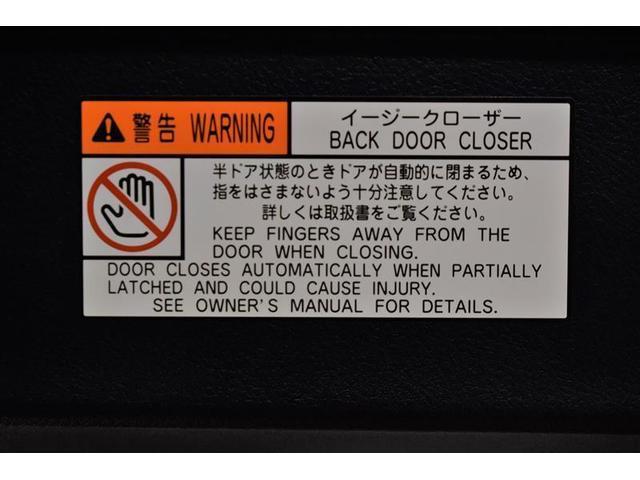 警告 WARNING
イージークローザー
BACK DOOR CLOSER
半ドア状態のときドアが自動的に閉まるため、
指をはさまないよう十分注意してください。
詳しくは取扱書をご覧ください。
KEEP FINGERS AWAY FROM THE
DOOR WHEN CLOSING.
DOOR CLOSES AUTOMATICALLY WHEN PARTIALLY
LATCHED AND COULD CAUSE INJURY.
SEE OWNER'S MANUAL FOR DETAILS.